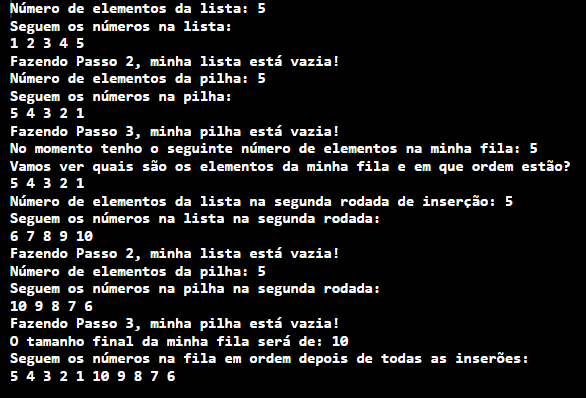 Número de elementos da lista: 5
Seguem os números na lista:
1 2 3 4 5
Fazendo Passo 2, minha lista está vazia!
Número de elementos da pilha: 5
Seguem os números na pilha:
5 4 3 2 1
Fazendo Passo 3, minha pilha está vazia!
No momento tenho o seguinte número de elementos na minha fila: 5
Vamos ver quais são os elementos da minha fila e em que ordem estão?
5 4 3 2 1
Número de elementos da lista na segunda rodada de inserção: 5
Seguem os números na lista na segunda rodada:
6 7 8 9 10
Fazendo Passo 2, minha lista está vazia!
Número de elementos da pilha: 5
Seguem os números na pilha na segunda rodada:
10 9 8 7 6
Fazendo Passo 3, minha pilha está vazia!
O tamanho final da minha fila será de: 10
Seguem os números na fila em ordem depois de todas as inserões:
5 4 3 2 1 10 9 8 7 6